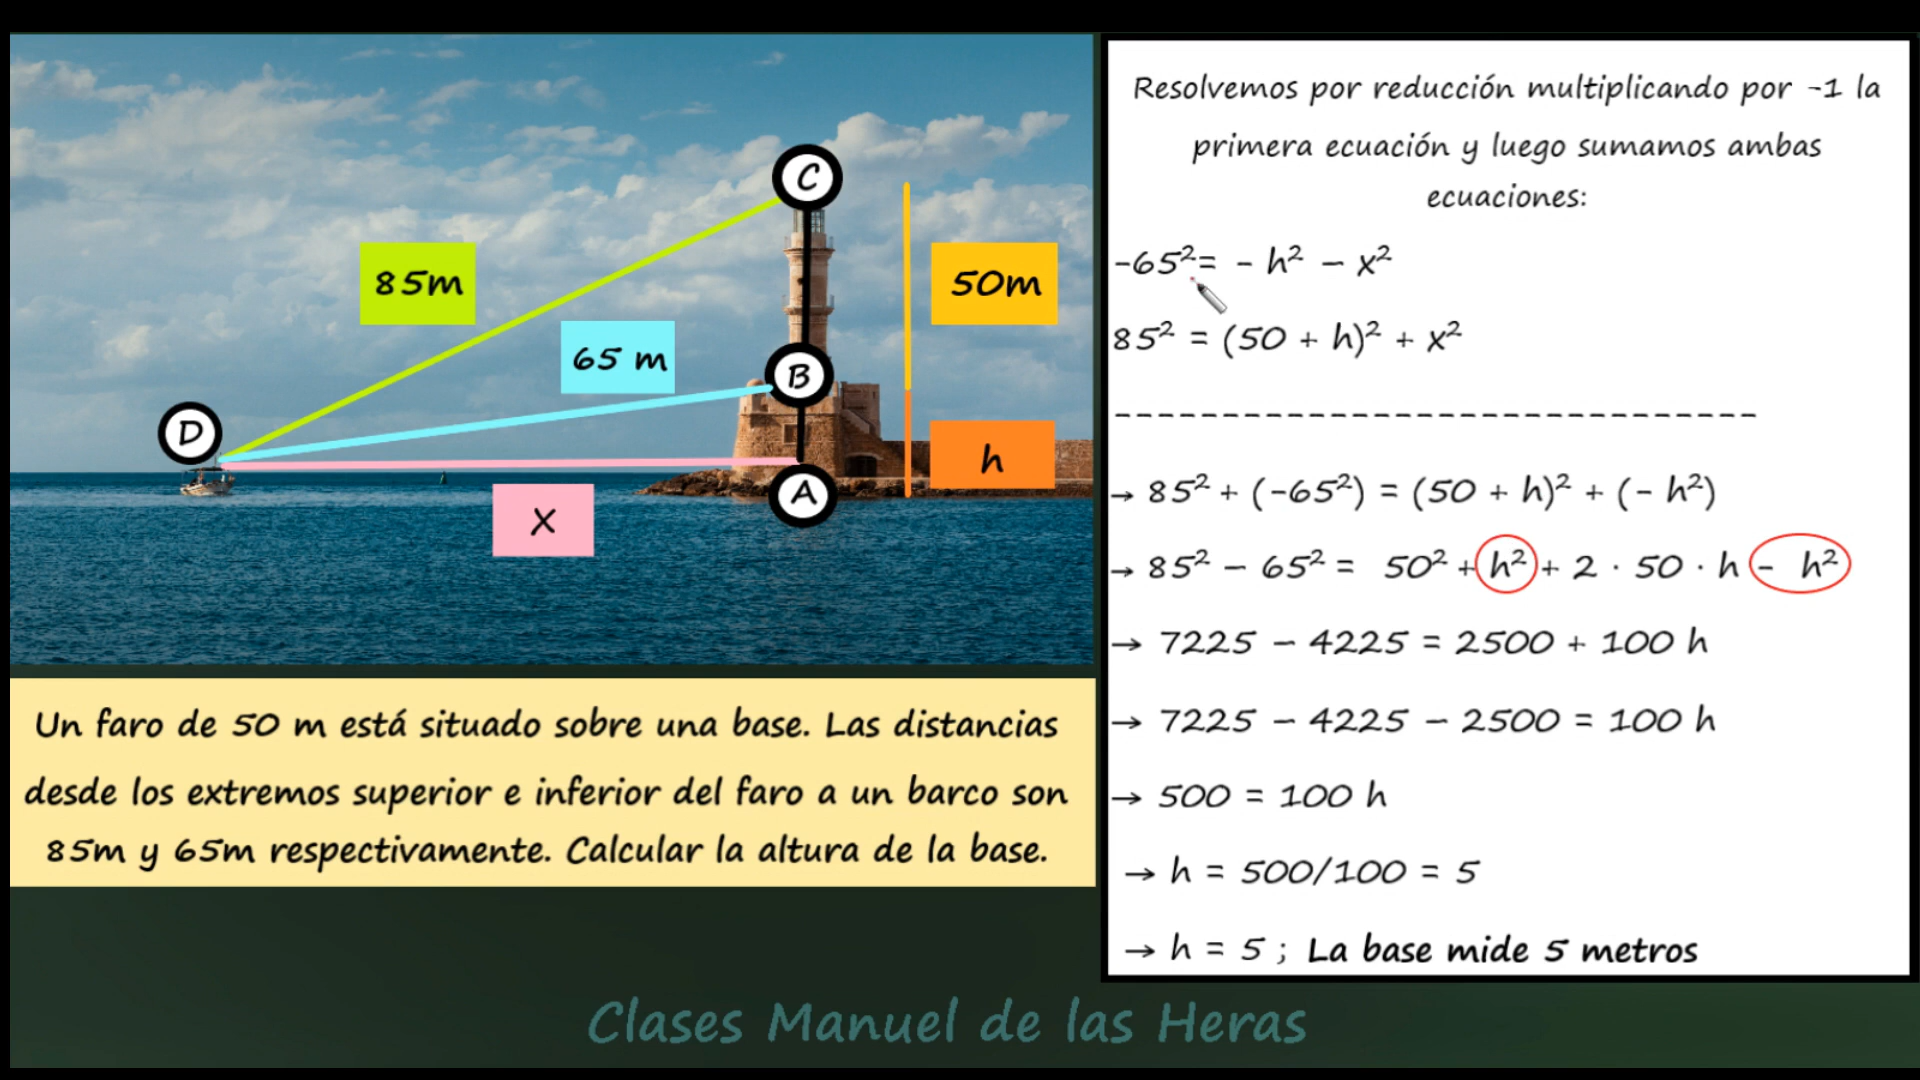 C
85m
50m
65 m
B
D
h
A
X
Un faro de 50 m está situado sobre una base. Las distancias
desde los extremos superior e inferior del faro a un barco son
85m y 65m respectivamente. Calcular la altura de la base.
Resolvemos por reducción multiplicando por -1 la
primera ecuación y luego sumamos ambas
ecuaciones:
-65²= - h² - x²
85² = (50 + h)² + x²
------------------------------
→ 85² + (-65²) = (50 + h)² + (- h²)
→ 85² - 65² = 50² + h² + 2 · 50 · h - h²
→ 7225 - 4225 = 2500 + 100 h
→ 7225 - 4225 - 2500 = 100 h
→ 500 = 100 h
→ h = 500/100 = 5
→ h = 5 ; La base mide 5 metros
Clases Manuel de las Heras